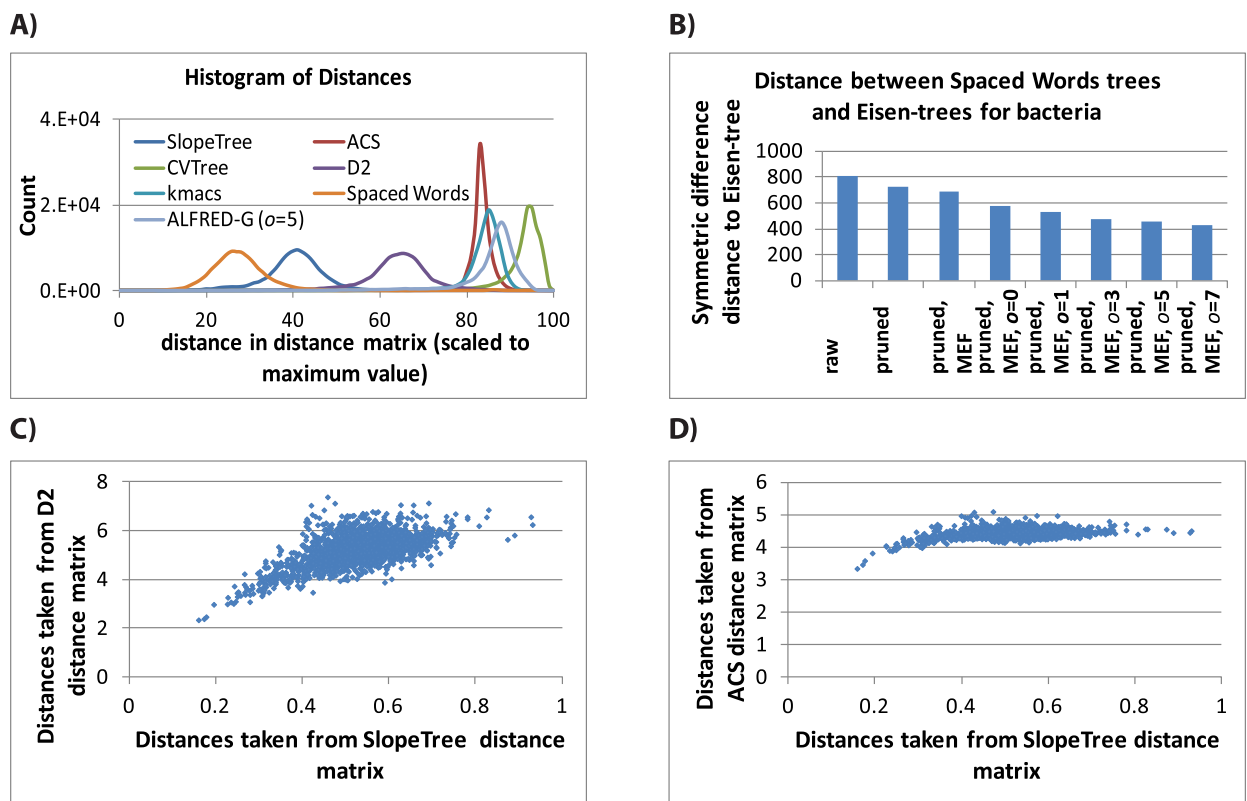 A)
Histogram of Distances
4.E+04
2.E+04
0.E+00
Count
SlopeTree
ACS
CVTree
D2
kmacs
Spaced Words
ALFRED-G (o=5)
0 20 40 60 80 100
distance in distance matrix (scaled to
maximum value)
B)
Distance between Spaced Words trees
and Eisen-trees for bacteria
Symmetric difference
distance to Eisen-tree
1000
800
600
400
200
0
raw
pruned
pruned,
MEF
pruned,
MEF, o=0
pruned,
MEF, o=1
pruned,
MEF, o=3
pruned,
MEF, o=5
pruned,
MEF, o=7
C)
Distances taken from D2
distance matrix
8
6
4
2
0
0 0.2 0.4 0.6 0.8 1
Distances taken from SlopeTree distance
matrix
D)
Distances taken from
ACS distance matrix
6
5
4
3
2
1
0
0 0.2 0.4 0.6 0.8 1
Distances taken from SlopeTree distance
matrix